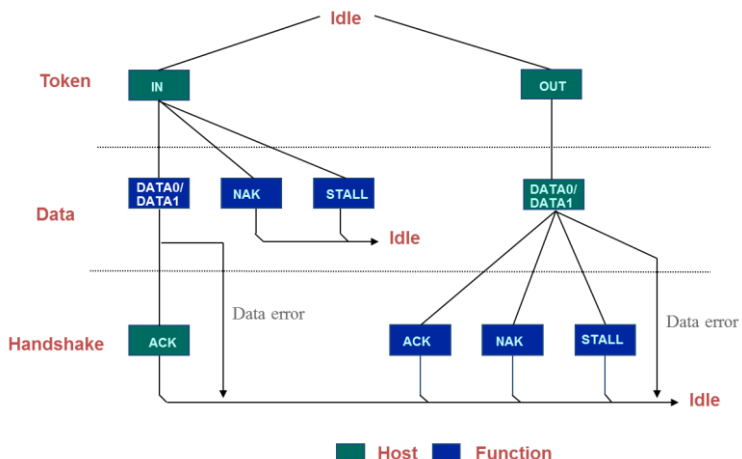 Idle
Token
IN
OUT
DATA0/
DATA1
NAK
STALL
DATA0/
DATA1
Data
Idle
Data error
Data error
Handshake
ACK
ACK
NAK
STALL
Idle
Host
Function